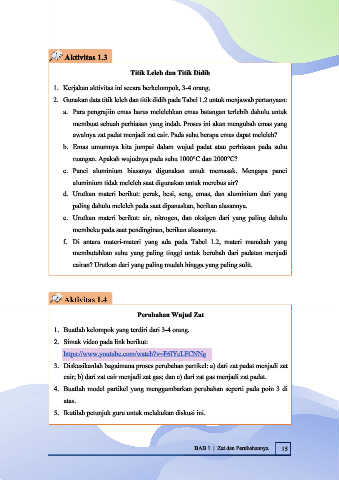 Aktivitas 1.3
Titik Leleh dan Titik Didih
1. Kerjakan aktivitas ini secara berkelompok, 3-4 orang.
2. Gunakan data titik leleh dan titik didih pada Tabel 1.2 untuk menjawab pertanyaan:
a. Para pengrajin emas harus melelehkan emas batangan terlebih dahulu untuk
membuat sebuah perhiasan yang indah. Proses ini akan mengubah emas yang
awalnya zat padat menjadi zat cair. Pada suhu berapa emas dapat meleleh?
b. Emas umumnya kita jumpai dalam wujud padat atau perhiasan pada suhu
ruangan. Apakah wujudnya pada suhu 1000°C dan 2000°C?
c. Panci aluminium biasanya digunakan untuk memasak. Mengapa panci
aluminium tidak meleleh saat digunakan untuk merebus air?
d. Urutkan materi berikut: perak, besi, seng, emas, dan aluminium dari yang
paling dahulu meleleh pada saat dipanaskan, berikan alasannya.
e. Urutkan materi berikut: air, nitrogen, dan oksigen dari yang paling dahulu
membeku pada saat pendinginan, berikan alasannya.
f. Di antara materi-materi yang ada pada Tabel 1.2, materi manakah yang
membutuhkan suhu yang paling tinggi untuk berubah dari padatan menjadi
cairan? Urutkan dari yang paling mudah hingga yang paling sulit.
Aktivitas 1.4
Perubahan Wujud Zat
1. Buatlah kelompok yang terdiri dari 3-4 orang.
2. Simak video pada link berikut:
3. Diskusikanlah bagaimana proses perubahan partikel: a) dari zat padat menjadi zat
cair; b) dari zat cair menjadi zat gas; dan c) dari zat gas menjadi zat padat.
4. Buatlah model partikel yang menggambarkan perubahan seperti pada poin 3 di
atas.
5. Ikutilah petunjuk guru untuk melakukan diskusi ini.
BAB 1 | Zat dan Perubahannya 15